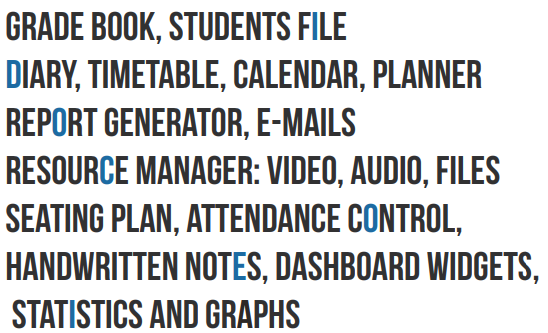 GRADE BOOK, STUDENTS FILE
DIARY, TIMETABLE, CALENDAR, PLANNER
REPORT GENERATOR, E-MAILS
RESOURCE MANAGER: VIDEO, AUDIO, FILES
SEATING PLAN, ATTENDANCE CONTROL,
HANDWRITTEN NOTES, DASHBOARD WIDGETS,
STATISTICS AND GRAPHS